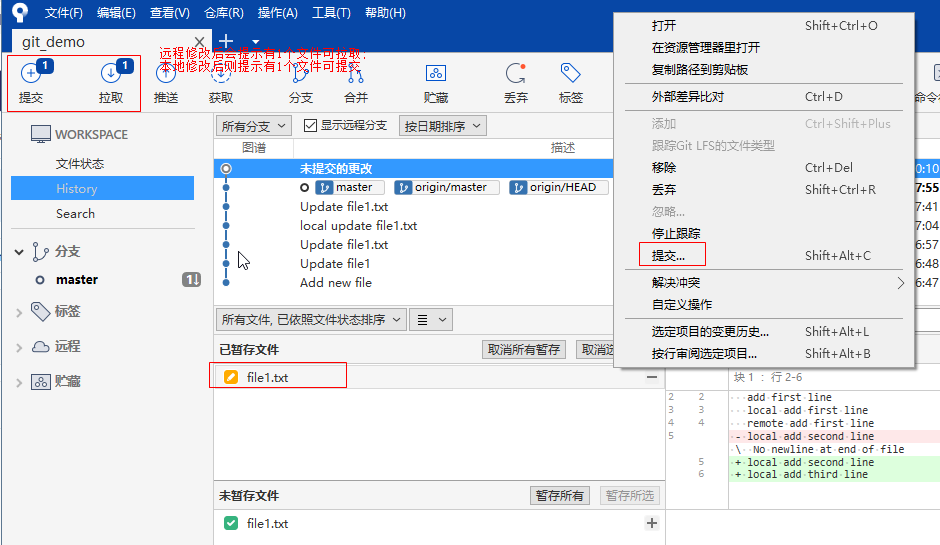 文件(F) 编辑(E) 查看(V) 仓库(R) 操作(A) 工具(T) 帮助(H)
git_demo
远程修改后会提示有1个文件可拉取;
本地修改后则提示有1个文件可提交
1 1
提交 拉取 推送 获取 分支 合并 贮藏 丢弃 标签 命令
WORKSPACE
文件状态
History
Search
分支
master 1
标签
远程
贮藏
所有分支 显示远程分支 按日期排序
图谱 描述
未提交的更改
master origin/master origin/HEAD
Update file1.txt
local update file1.txt
Update file1.txt
Update file1
Add new file
0:10
7:55
7:41
7:04
6:57
6:48
6:47
所有文件, 已依照文件状态排序
已暂存文件 取消所有暂存 取消选
file1.txt
未暂存文件 暂存所有 暂存所选
file1.txt
打开 Shift+Ctrl+O
在资源管理器里打开
复制路径到剪贴板
外部差异比对 Ctrl+D
添加 Ctrl+Shift+Plus
跟踪Git LFS的文件类型
移除 Ctrl+Del
丢弃 Shift+Ctrl+R
忽略...
停止跟踪
提交... Shift+Alt+C
解决冲突
自定义操作
选定项目的变更历史... Shift+Alt+L
按行审阅选定项目... Shift+Alt+B
块 1 : 行 2-6
2 2 add first line
3 3 local add first line
4 4 remote add first line
5 - local add second line
\ No newline at end of file
5 + local add second line
6 + local add third line